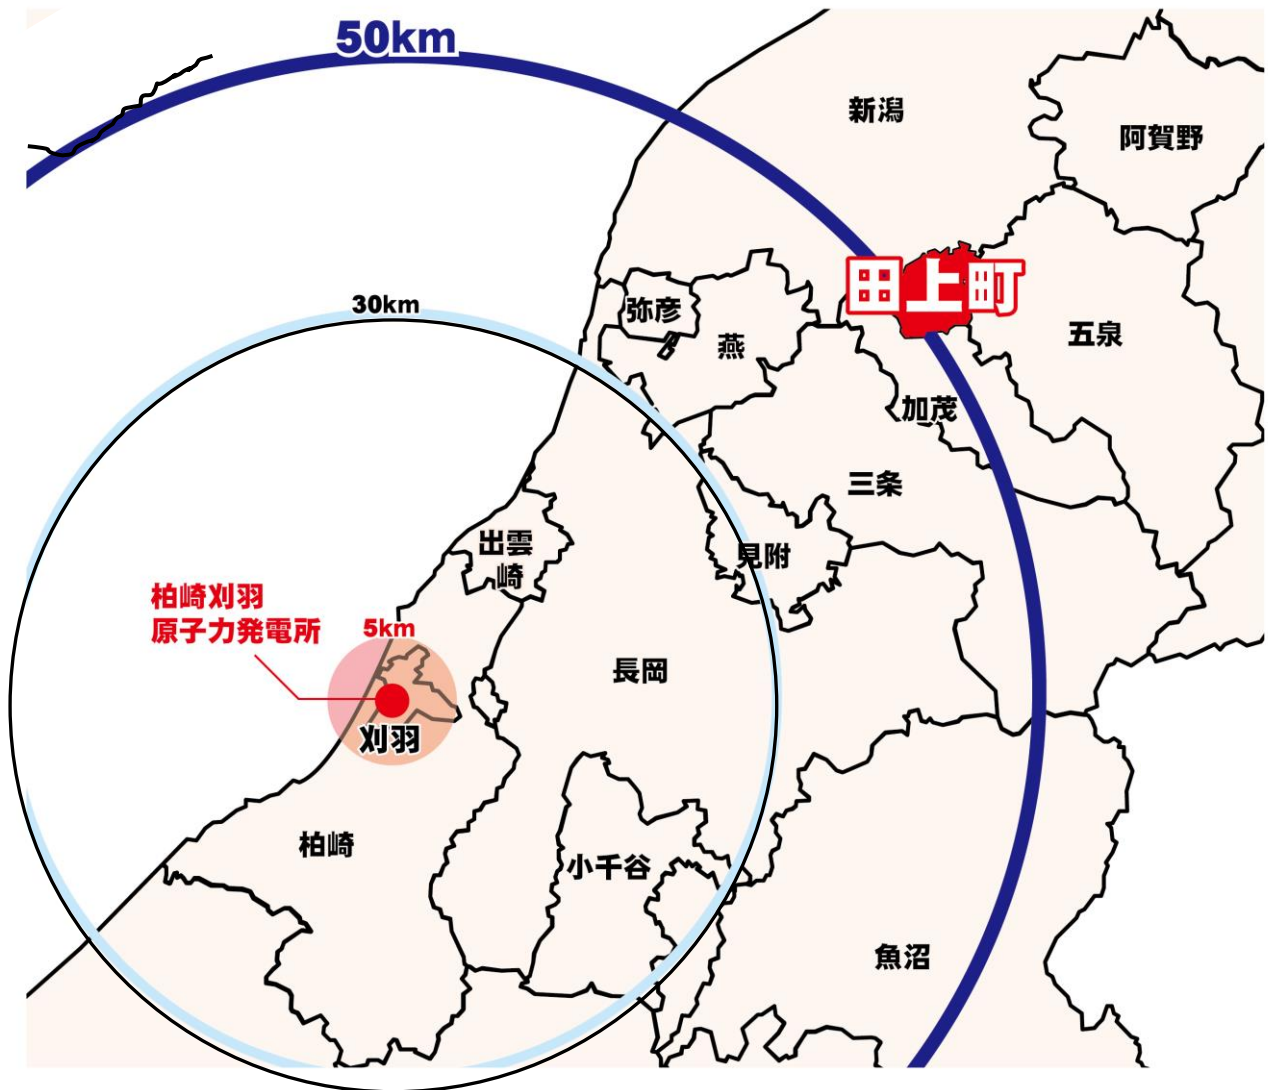 50km
新潟
阿賀野
田上町
30km
弥彦
燕
五泉
加茂
三条
出雲
崎
見附
柏崎刈羽
原子力発電所
5km
長岡
刈羽
柏崎
小千谷
魚沼